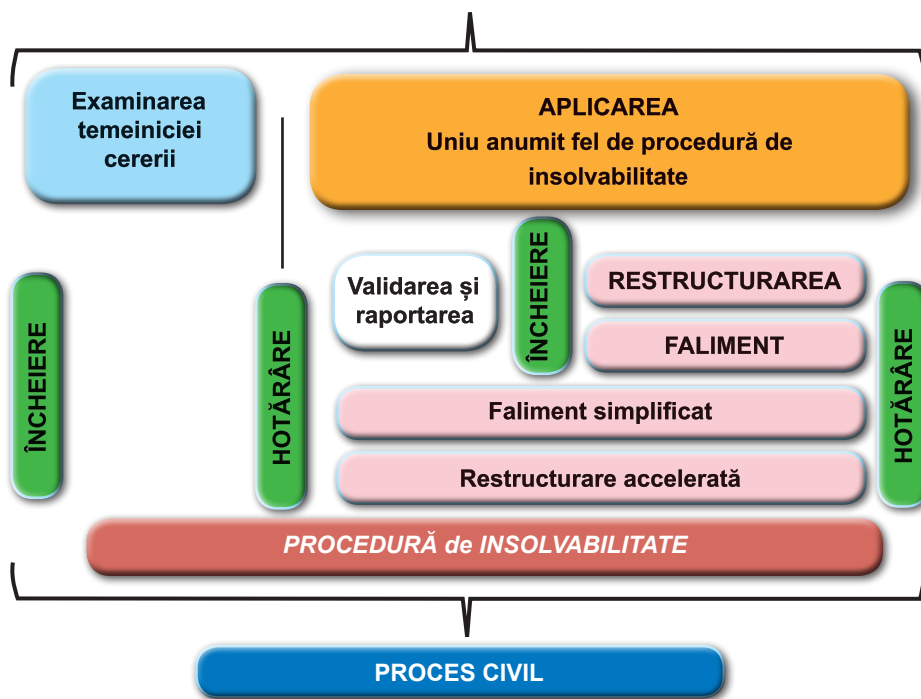 Examinarea
temeiniciei
cererii
APLICAREA
Uniu anumit fel de procedură de
insolvabilitate
ÎNCHEIERE
HOTĂRÂRE
Validarea și
raportarea
ÎNCHEIERE
RESTRUCTURAREA
FALIMENT
Faliment simplificat
Restructurare accelerată
HOTĂRÂRE
PROCEDURĂ de INSOLVABILITATE
PROCES CIVIL